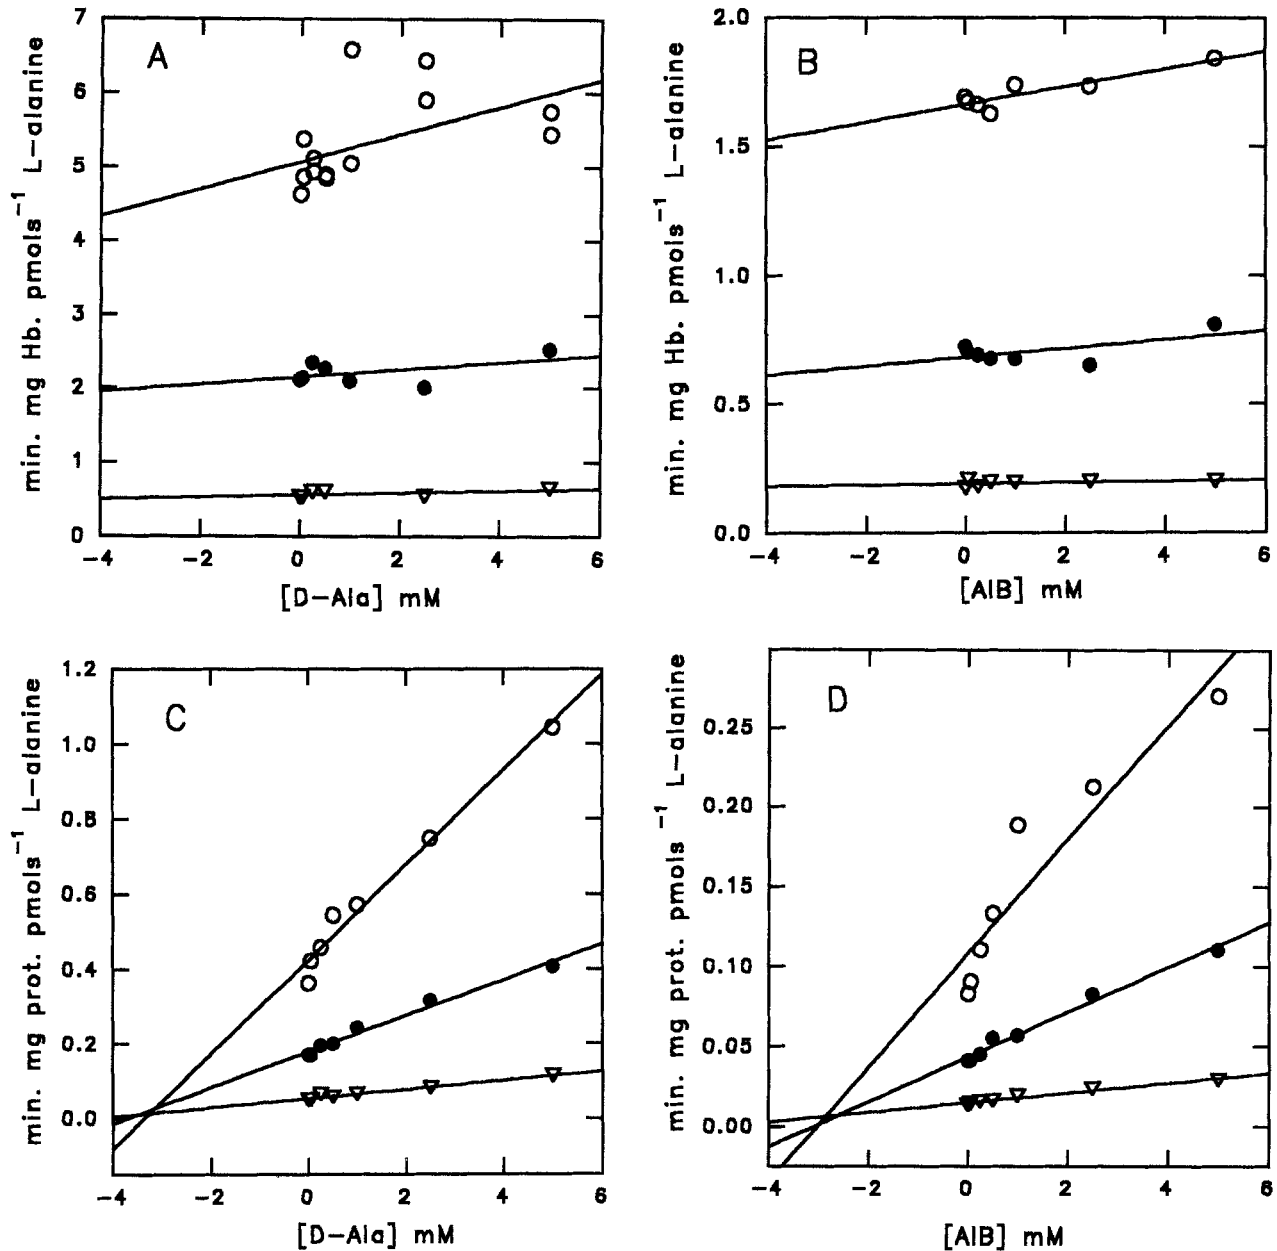 A
7
6
5
4
3
2
1
0
-4 -2 0 2 4 6
min. mg Hb. pmols⁻¹ L-alanine
[D-Ala] mM
B
2.0
1.5
1.0
0.5
0.0
-4 -2 0 2 4 6
min. mg Hb. pmols⁻¹ L-alanine
[AIB] mM
C
1.2
1.0
0.8
0.6
0.4
0.2
0.0
-4 -2 0 2 4 6
min. mg prot. pmols⁻¹ L-alanine
[D-Ala] mM
D
0.25
0.20
0.15
0.10
0.05
0.00
-4 -2 0 2 4 6
min. mg prot. pmols⁻¹ L-alanine
[AIB] mM